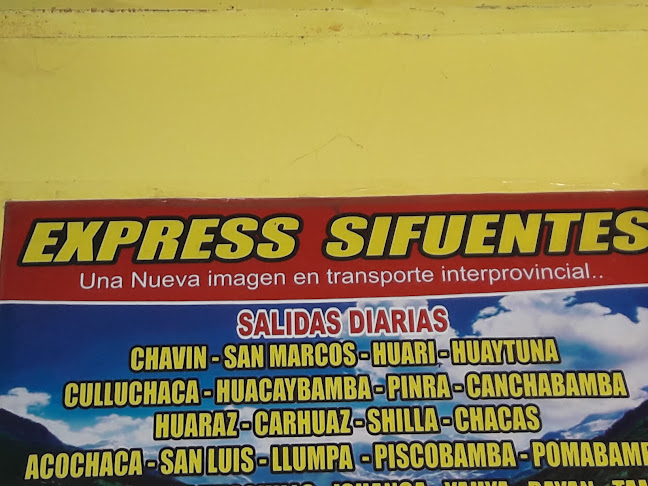 EXPRESS SIFUENTES
Una Nueva imagen en transporte interprovincial..
SALIDAS DIARIAS
CHAVIN - SAN MARCOS - HUARI - HUAYTUNA
CULLUCHACA - HUACAYBAMBA - PINRA - CANCHABAMBA
HUARAZ - CARHUAZ - SHILLA - CHACAS
ACOCHACA - SAN LUIS - LLUMPA - PISCOBAMBA - POMABAMB